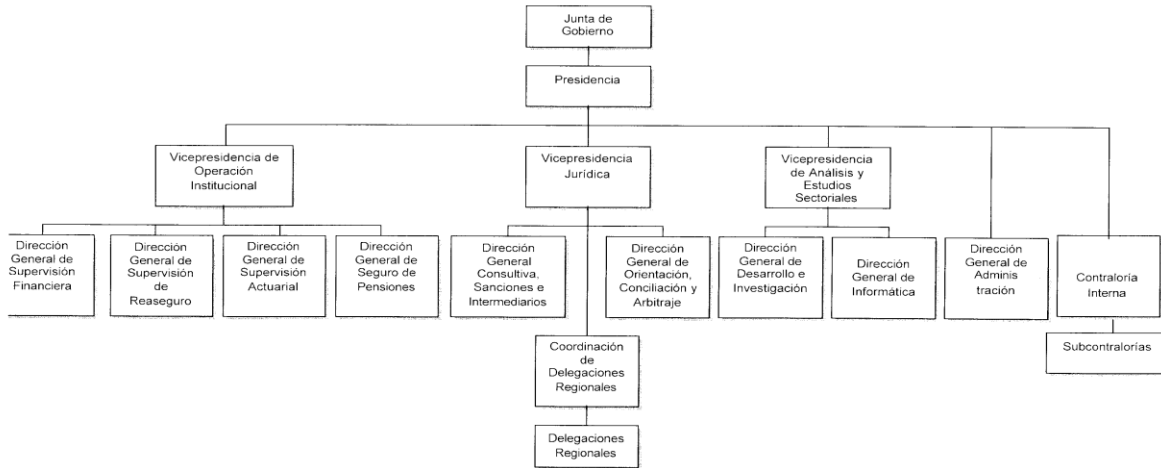 Junta de
Gobierno
Presidencia
Vicepresidencia de
Operación
Institucional
Vicepresidencia
Jurídica
Vicepresidencia
de Análisis y
Estudios
Sectoriales
Dirección
General de
Supervisión
Financiera
Dirección
General de
Supervisión
de
Reaseguro
Dirección
General de
Supervisión
Actuarial
Dirección
General de
Seguro de
Pensiones
Dirección
General
Consultiva,
Sanciones e
Intermediarios
Dirección
General de
Orientación,
Conciliación y
Arbitraje
Dirección
General de
Desarrollo e
Investigación
Dirección
General de
Informática
Dirección
General de
Adminis
tración
Contraloría
Interna
Coordinación
de
Delegaciones
Regionales
Subcontralorías
Delegaciones
Regionales